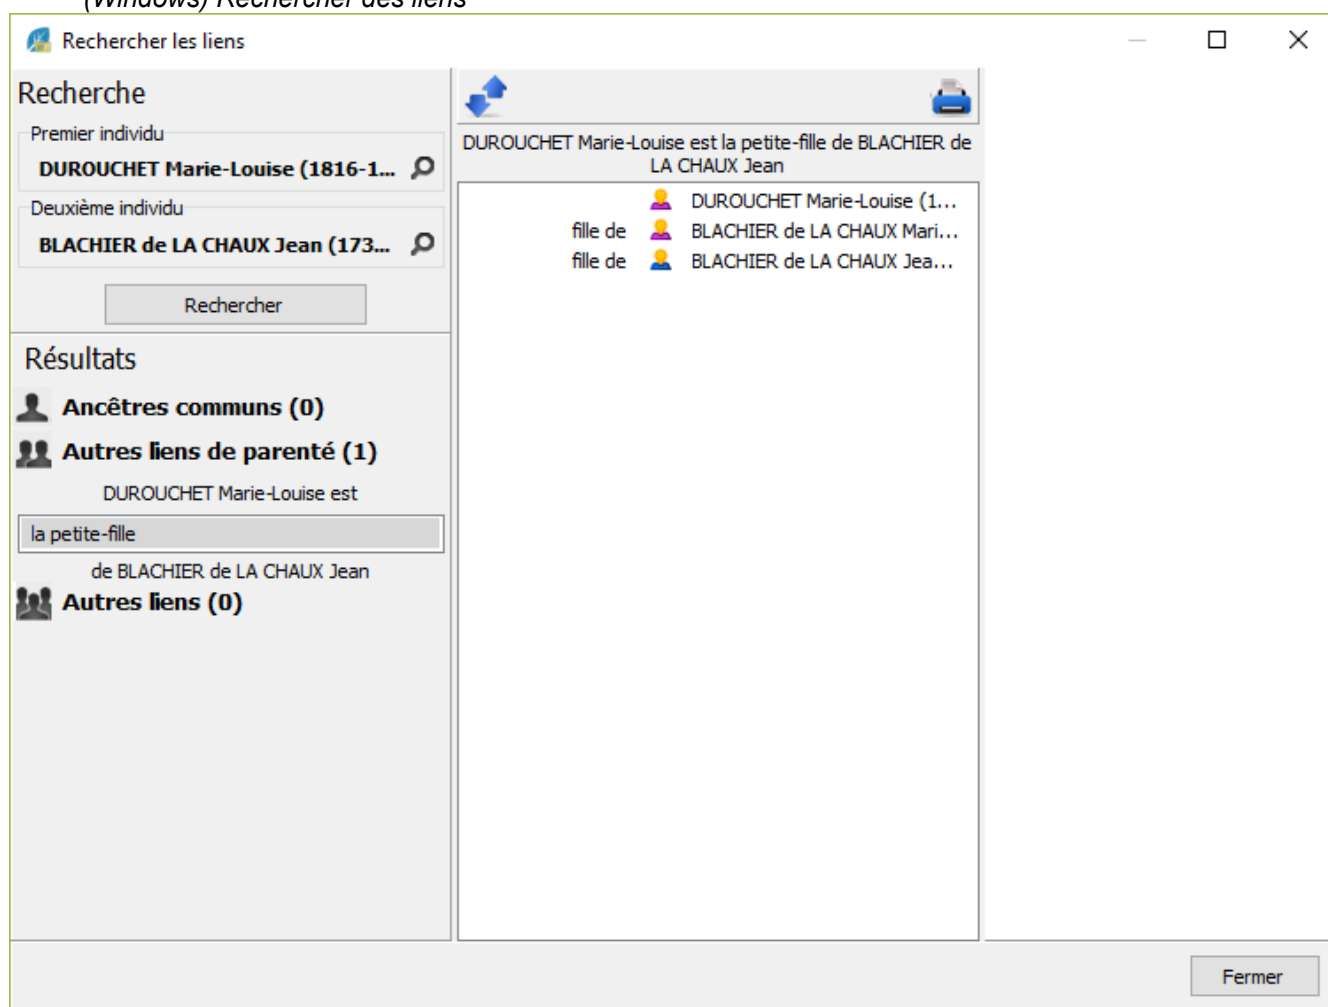 (Windows) Rechercher des liens
Rechercher les liens
Recherche
Premier individu
DUROUCHET Marie-Louise (1816-1...
Deuxième individu
BLACHIER de LA CHAUX Jean (173...
Rechercher
Résultats
Ancêtres communs (0)
Autres liens de parenté (1)
DUROUCHET Marie-Louise est
la petite-fille
de BLACHIER de LA CHAUX Jean
Autres liens (0)
DUROUCHET Marie-Louise est la petite-fille de BLACHIER de
LA CHAUX Jean
DUROUCHET Marie-Louise (1...
fille de BLACHIER de LA CHAUX Mari...
fille de BLACHIER de LA CHAUX Jea...
Fermer